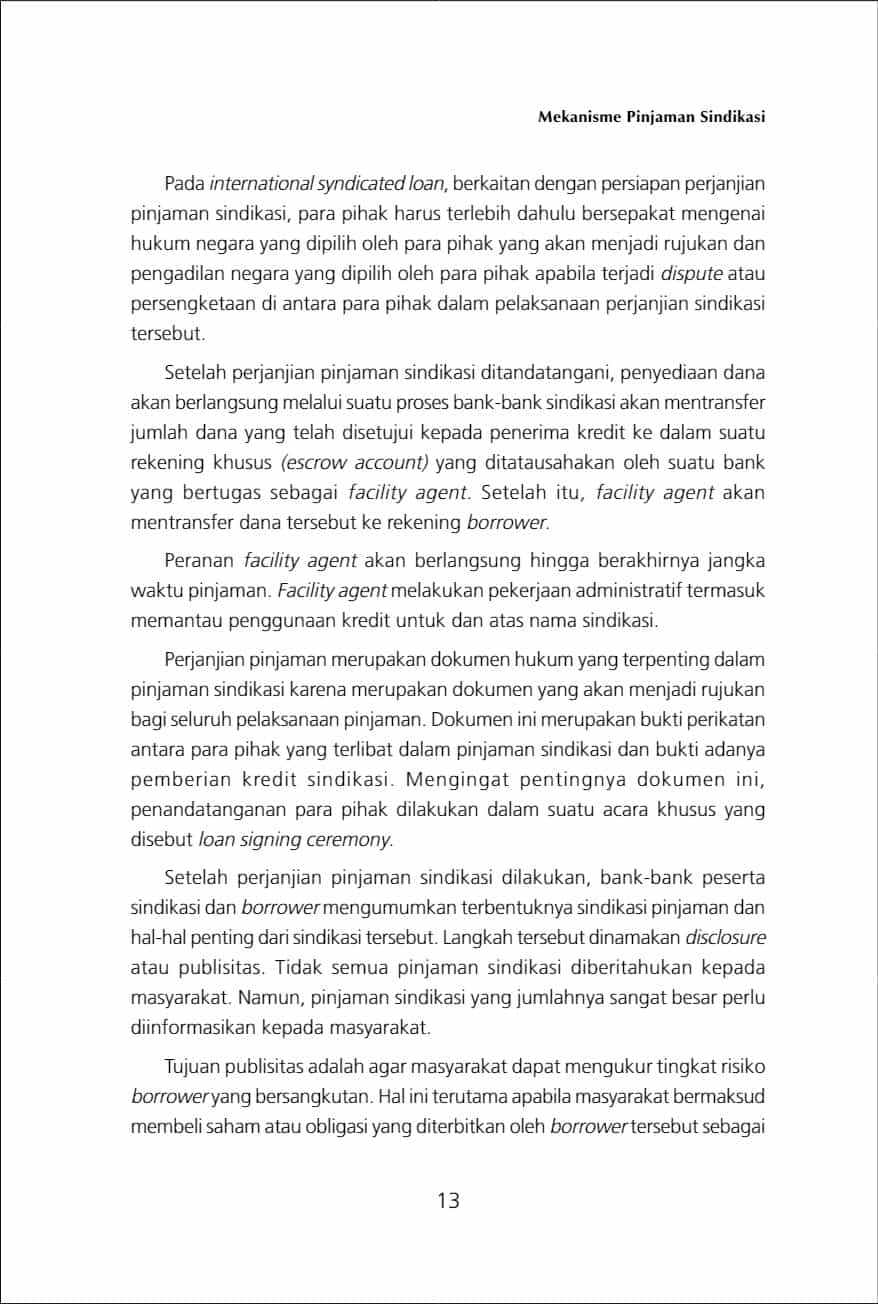 Mekanisme Pinjaman Sindikasi
Pada international syndicated loan, berkaitan dengan persiapan perjanjian
pinjaman sindikasi, para pihak harus terlebih dahulu bersepakat mengenai
hukum negara yang dipilih oleh para pihak yang akan menjadi rujukan dan
pengadilan negara yang dipilih oleh para pihak apabila terjadi dispute atau
persengketaan di antara para pihak dalam pelaksanaan perjanjian sindikasi
tersebut.
Setelah perjanjian pinjaman sindikasi ditandatangani, penyediaan dana
akan berlangsung melalui suatu proses bank-bank sindikasi akan mentransfer
jumlah dana yang telah disetujui kepada penerima kredit ke dalam suatu
rekening khusus (escrow account) yang ditatausahakan oleh suatu bank
yang bertugas sebagai facility agent. Setelah itu, facility agent akan
mentransfer dana tersebut ke rekening borrower.
Peranan facility agent akan berlangsung hingga berakhirnya jangka
waktu pinjaman. Facility agent melakukan pekerjaan administratif termasuk
memantau penggunaan kredit untuk dan atas nama sindikasi.
Perjanjian pinjaman merupakan dokumen hukum yang terpenting dalam
pinjaman sindikasi karena merupakan dokumen yang akan menjadi rujukan
bagi seluruh pelaksanaan pinjaman. Dokumen ini merupakan bukti perikatan
antara para pihak yang terlibat dalam pinjaman sindikasi dan bukti adanya
pemberian kredit sindikasi. Mengingat pentingnya dokumen ini,
penandatanganan para pihak dilakukan dalam suatu acara khusus yang
disebut loan signing ceremony.
Setelah perjanjian pinjaman sindikasi dilakukan, bank-bank peserta
sindikasi dan borrower mengumumkan terbentuknya sindikasi pinjaman dan
hal-hal penting dari sindikasi tersebut. Langkah tersebut dinamakan disclosure
atau publisitas. Tidak semua pinjaman sindikasi diberitahukan kepada
masyarakat. Namun, pinjaman sindikasi yang jumlahnya sangat besar perlu
diinformasikan kepada masyarakat.
Tujuan publisitas adalah agar masyarakat dapat mengukur tingkat risiko
borrower yang bersangkutan. Hal ini terutama apabila masyarakat bermaksud
membeli saham atau obligasi yang diterbitkan oleh borrower tersebut sebagai
13